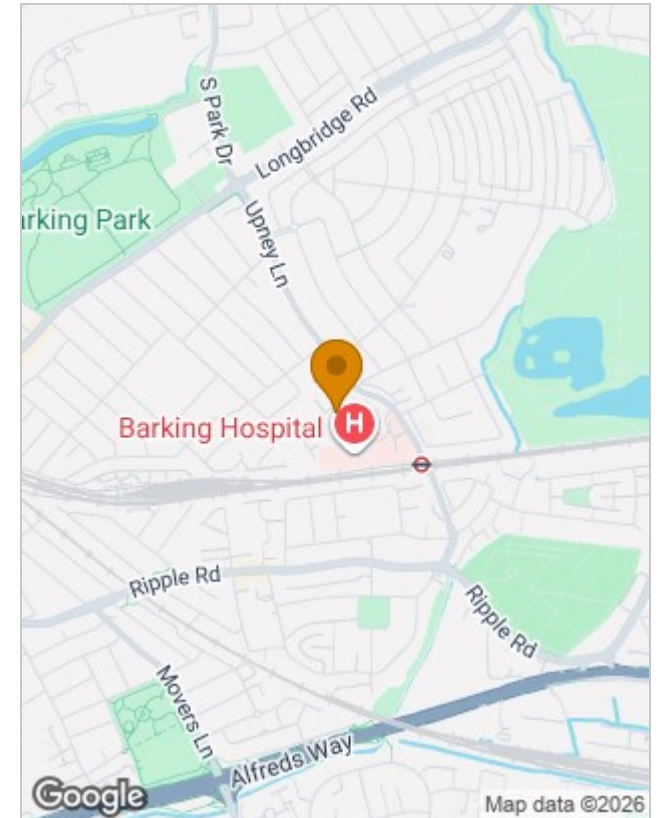 S Park Dr
Longbridge Rd
arking Park
Upney Ln
Barking Hospital
H
Ripple Rd
Ripple Rd
Movers Ln
Alfreds Way
Google
Map data ©2026